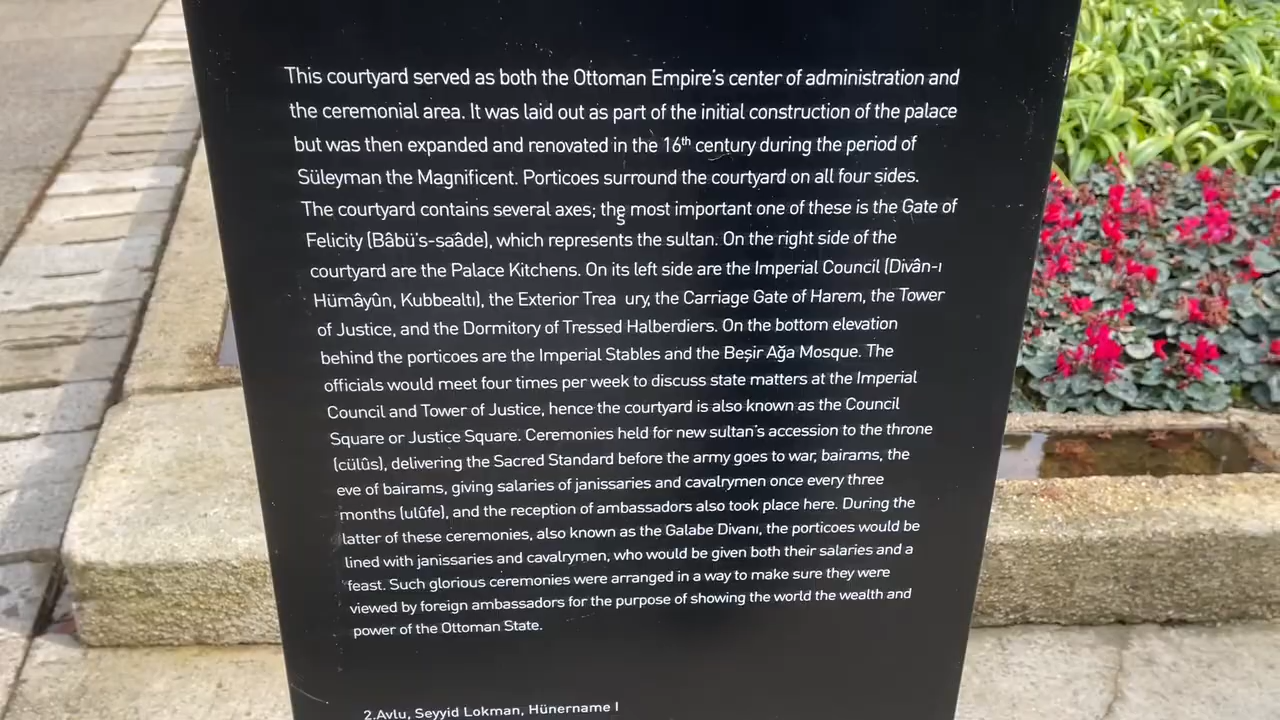 This courtyard served as both the Ottoman Empire's center of administration and
the ceremonial area. It was laid out as part of the initial construction of the palace
but was then expanded and renovated in the 16th century during the period of
Süleyman the Magnificent. Porticoes surround the courtyard on all four sides.
The courtyard contains several axes; the most important one of these is the Gate of
Felicity (Bâbü's-saâde), which represents the sultan. On the right side of the
courtyard are the Palace Kitchens. On its left side are the Imperial Council (Divân-ı
Hümâyûn, Kubbealtı), the Exterior Trea ury, the Carriage Gate of Harem, the Tower
of Justice, and the Dormitory of Tressed Halberdiers. On the bottom elevation
behind the porticoes are the Imperial Stables and the Beşir Ağa Mosque. The
officials would meet four times per week to discuss state matters at the Imperial
Council and Tower of Justice, hence the courtyard is also known as the Council
Square or Justice Square. Ceremonies held for new sultan's accession to the throne
(cülûs), delivering the Sacred Standard before the army goes to war, bairams, the
eve of bairams, giving salaries of janissaries and cavalrymen once every three
months (ulûfe), and the reception of ambassadors also took place here. During the
latter of these ceremonies, also known as the Galabe Divanı, the porticoes would be
lined with janissaries and cavalrymen, who would be given both their salaries and a
feast. Such glorious ceremonies were arranged in a way to make sure they were
viewed by foreign ambassadors for the purpose of showing the world the wealth and
power of the Ottoman State.
2.Avlu, Seyyid Lokman, Hünername I